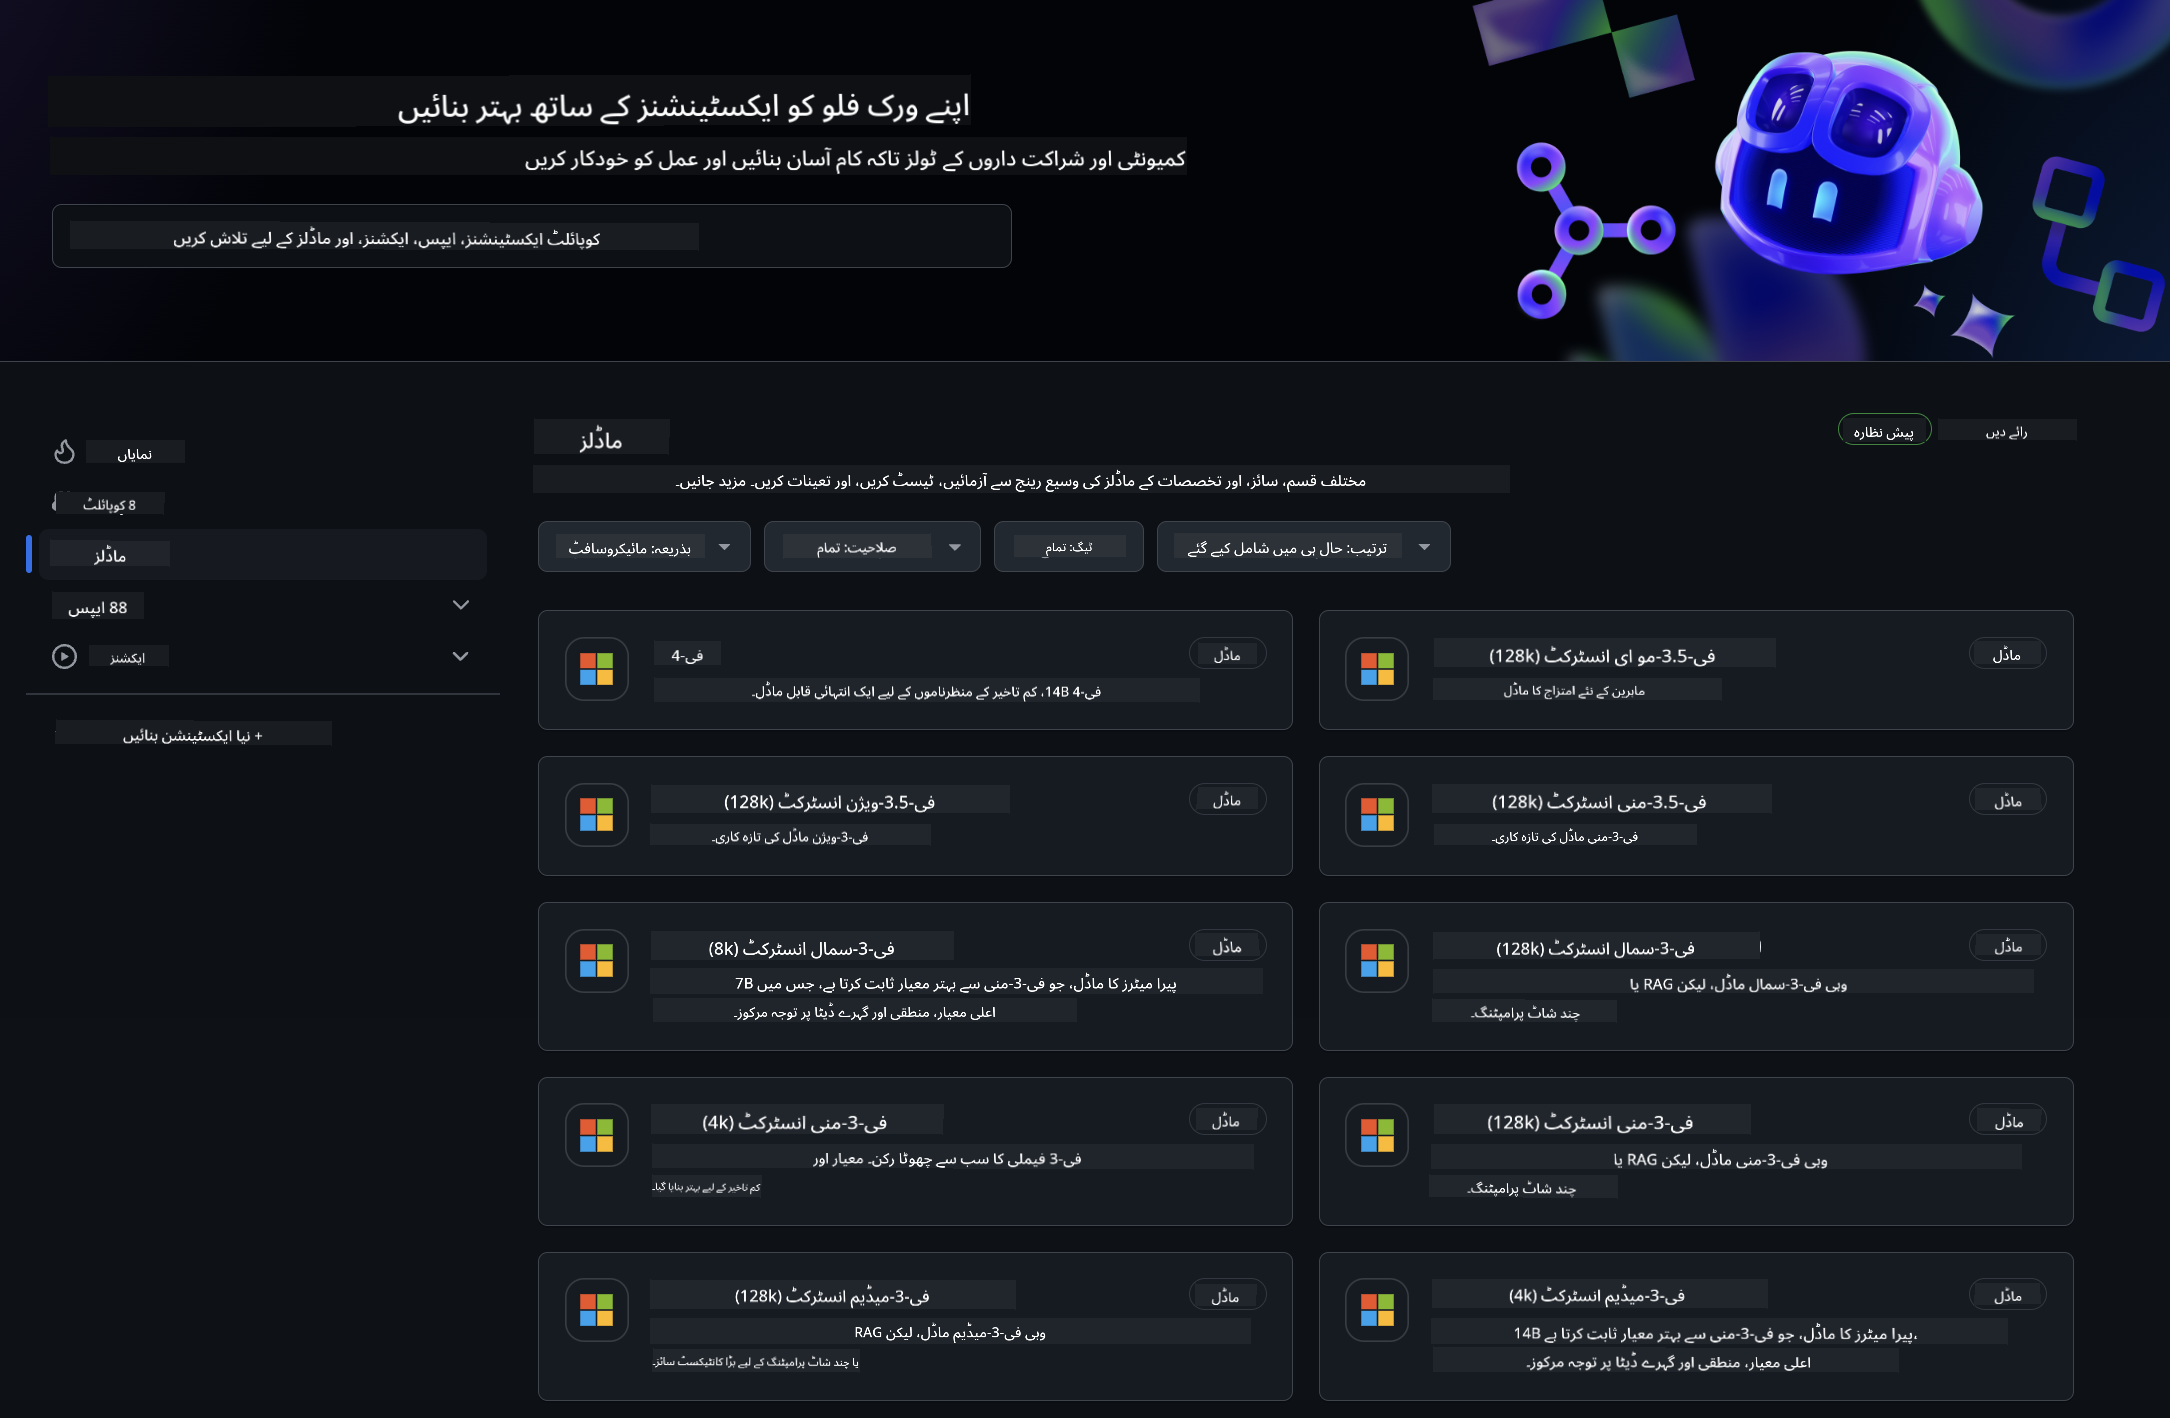 اپنے ورک فلو کو ایکسٹینشنز کے ساتھ بہتر بنائیں
کمیونٹی اور شراکت داروں کے ٹولز تاکہ کام آسان بنائیں اور عمل کو خودکار کریں
کوپائلٹ ایکسٹینشنز، ایپس، ایکشنز، اور ماڈلز کے لیے تلاش کریں
نمایاں
8 کوپائلٹ
ماڈلز
88 ایپس
ایکشنز
+ نیا ایکسٹینشن بنائیں
ماڈلز
پیش نظارہ
رائے دیں
مختلف قسم، سائز، اور تخصصات کے ماڈلز کی وسیع رینج سے آزمائیں، ٹیسٹ کریں، اور تعینات کریں۔ مزید جانیں۔
بذریعہ: مائیکروسافٹ
صلاحیت: تمام
ٹیگ: تمام
ترتیب: حال ہی میں شامل کیے گئے
فی-4
ماڈل
فی-4 14B، کم تاخیر کے منظرناموں کے لیے ایک انتہائی قابل ماڈل۔
فی-3.5-مو ای انسٹرکٹ (128k)
ماڈل
ماہرین کے نئے امتزاج کا ماڈل
فی-3.5-ویژن انسٹرکٹ (128k)
ماڈل
فی-3-ویژن ماڈل کی تازہ کاری۔
فی-3.5-منی انسٹرکٹ (128k)
ماڈل
فی-3-منی ماڈل کی تازہ کاری۔
فی-3-سمال انسٹرکٹ (8k)
ماڈل
پیرا میٹرز کا ماڈل، جو فی-3-منی سے بہتر معیار ثابت کرتا ہے، جس میں 7B
اعلی معیار، منطقی اور گہرے ڈیٹا پر توجہ مرکوز۔
فی-3-سمال انسٹرکٹ (128k)
ماڈل
وہی فی-3-سمال ماڈل، لیکن RAG یا
چند شاٹ پرامپٹنگ۔
فی-3-منی انسٹرکٹ (4k)
ماڈل
فی-3 فیملی کا سب سے چھوٹا رکن۔ معیار اور
کم تاخیر کے لیے بہتر بنایا گیا۔
فی-3-منی انسٹرکٹ (128k)
ماڈل
وہی فی-3-منی ماڈل، لیکن RAG یا
چند شاٹ پرامپٹنگ۔
فی-3-میڈیم انسٹرکٹ (128k)
ماڈل
وہی فی-3-میڈیم ماڈل، لیکن RAG
یا چند شاٹ پرامپٹنگ کے لیے بڑا کانٹیکسٹ سائز۔
فی-3-میڈیم انسٹرکٹ (4k)
ماڈل
،پیرا میٹرز کا ماڈل، جو فی-3-منی سے بہتر معیار ثابت کرتا ہے 14B
اعلی معیار، منطقی اور گہرے ڈیٹا پر توجہ مرکوز۔